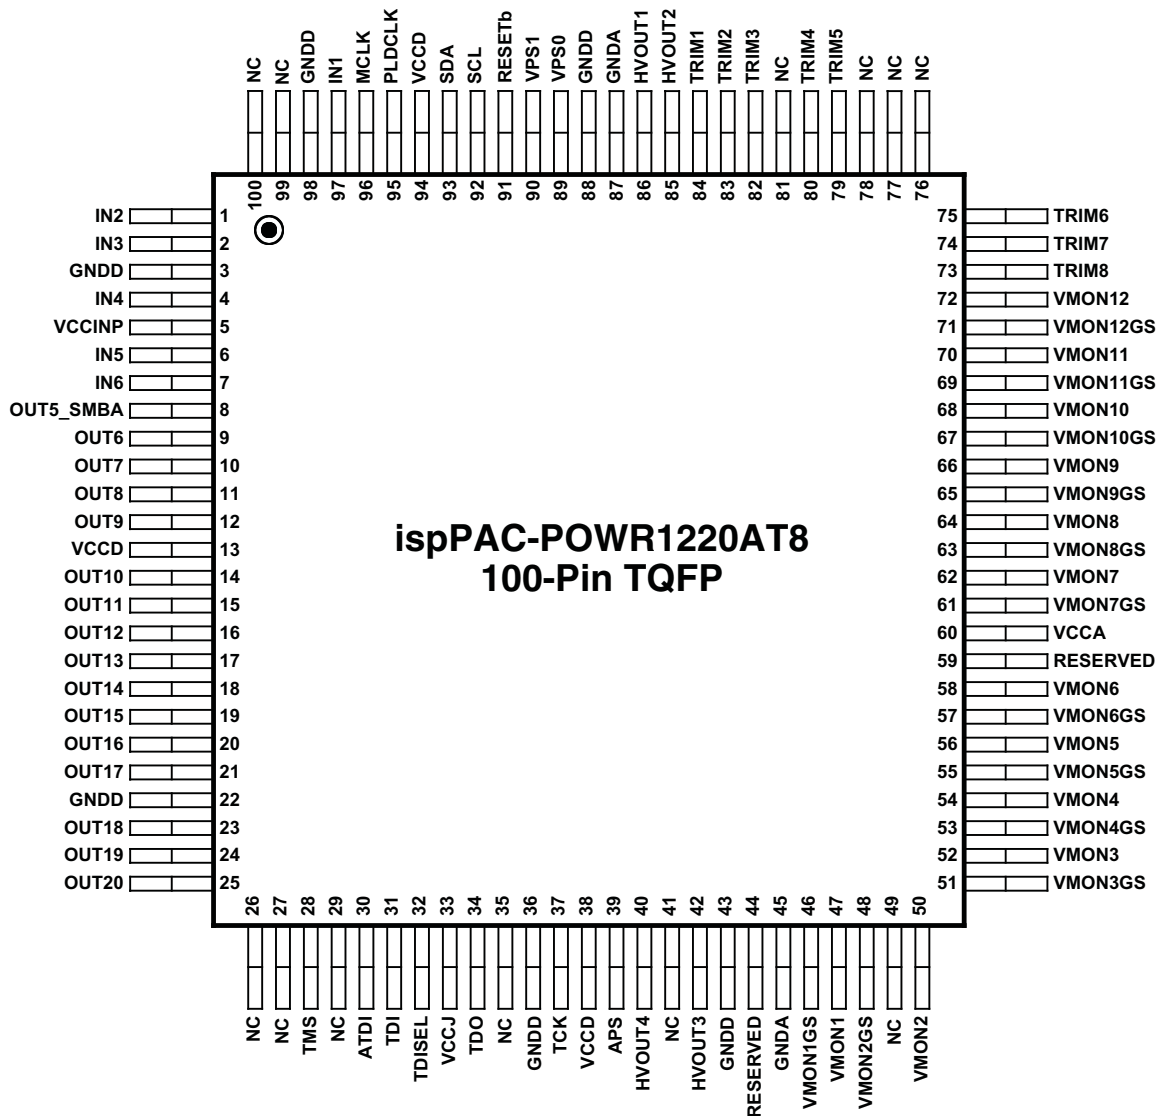 NC
NC
GNDD
IN1
MCLK
PLDCLK
VCCD
SDA
SCL
RESETb
VPS1
VPS0
GNDD
GNDA
HVOUT1
HVOUT2
TRIM1
TRIM2
TRIM3
NC
TRIM4
TRIM5
NC
NC
NC
100
99
98
97
96
95
94
93
92
91
90
89
88
87
86
85
84
83
82
81
80
79
78
77
76
IN2 1
IN3 2
GNDD 3
IN4 4
VCCINP 5
IN5 6
IN6 7
OUT5_SMBA 8
OUT6 9
OUT7 10
OUT8 11
OUT9 12
VCCD 13
OUT10 14
OUT11 15
OUT12 16
OUT13 17
OUT14 18
OUT15 19
OUT16 20
OUT17 21
GNDD 22
OUT18 23
OUT19 24
OUT20 25
ispPAC-POWR1220AT8
100-Pin TQFP
75 TRIM6
74 TRIM7
73 TRIM8
72 VMON12
71 VMON12GS
70 VMON11
69 VMON11GS
68 VMON10
67 VMON10GS
66 VMON9
65 VMON9GS
64 VMON8
63 VMON8GS
62 VMON7
61 VMON7GS
60 VCCA
59 RESERVED
58 VMON6
57 VMON6GS
56 VMON5
55 VMON5GS
54 VMON4
53 VMON4GS
52 VMON3
51 VMON3GS
26
27
28
29
30
31
32
33
34
35
36
37
38
39
40
41
42
43
44
45
46
47
48
49
50
NC
NC
TMS
NC
ATDI
TDI
TDISEL
VCCJ
TDO
NC
GNDD
TCK
VCCD
APS
HVOUT4
NC
HVOUT3
GNDD
RESERVED
GNDA
VMON1GS
VMON1
VMON2GS
NC
VMON2